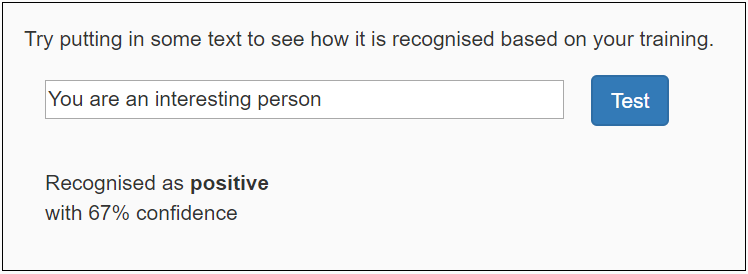 Try putting in some text to see how it is recognised based on your training.
You are an interesting person
Test
Recognised as positive
with 67% confidence